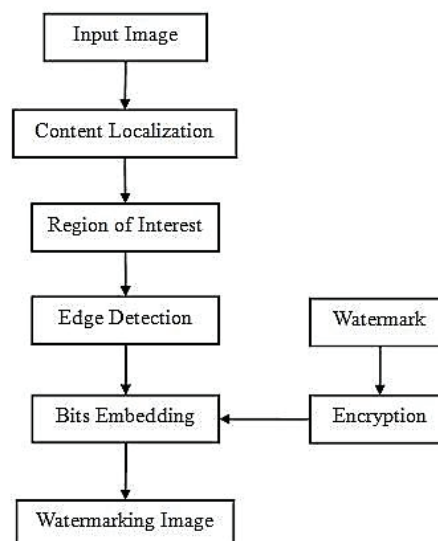 Input Image
Content Localization
Region of Interest
Edge Detection
Watermark
Bits Embedding
Encryption
Watermarking Image